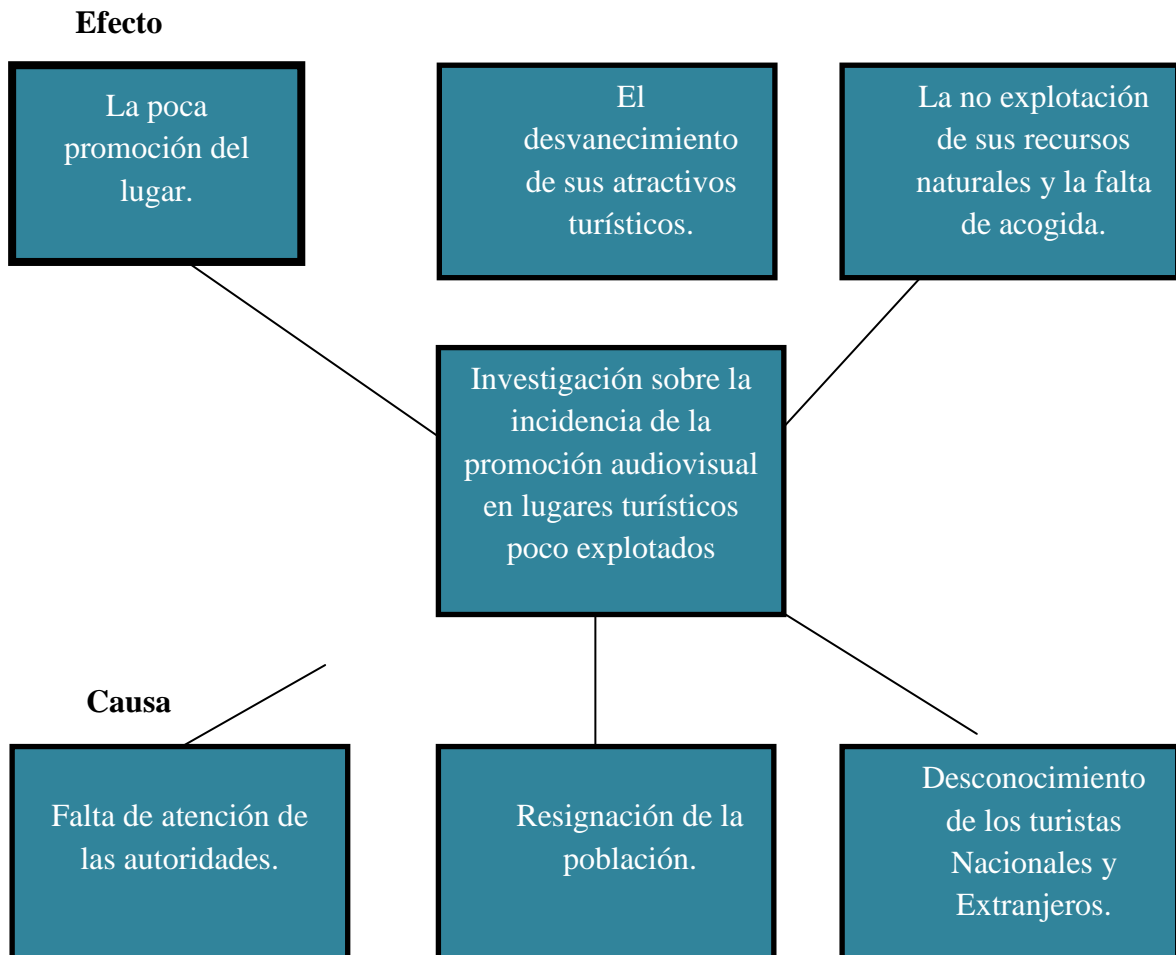 Efecto
La poca
promoción del
lugar.
El
desvanecimiento
de sus atractivos
turísticos.
La no explotación
de sus recursos
naturales y la falta
de acogida.
Investigación sobre la
incidencia de la
promoción audiovisual
en lugares turísticos
poco explotados
Causa
Falta de atención de
las autoridades.
Resignación de la
población.
Desconocimiento
de los turistas
Nacionales y
Extranjeros.